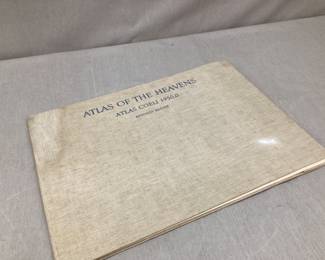 ATLAS OF THE HEAVENS
ATLAS COELI 1950.0